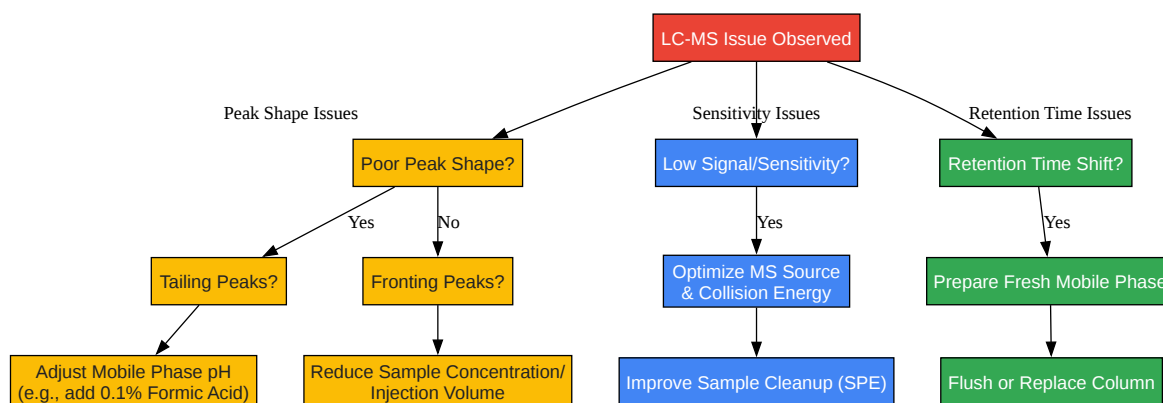 LC-MS Issue Observed
Peak Shape Issues
Sensitivity Issues
Retention Time Issues
Poor Peak Shape?
Low Signal/Sensitivity?
Retention Time Shift?
Yes
No
Yes
Yes
Tailing Peaks?
Fronting Peaks?
Optimize MS Source
& Collision Energy
Prepare Fresh Mobile Phase
Adjust Mobile Phase pH
(e.g., add 0.1% Formic Acid)
Reduce Sample Concentration/
Injection Volume
Improve Sample Cleanup (SPE)
Flush or Replace Column